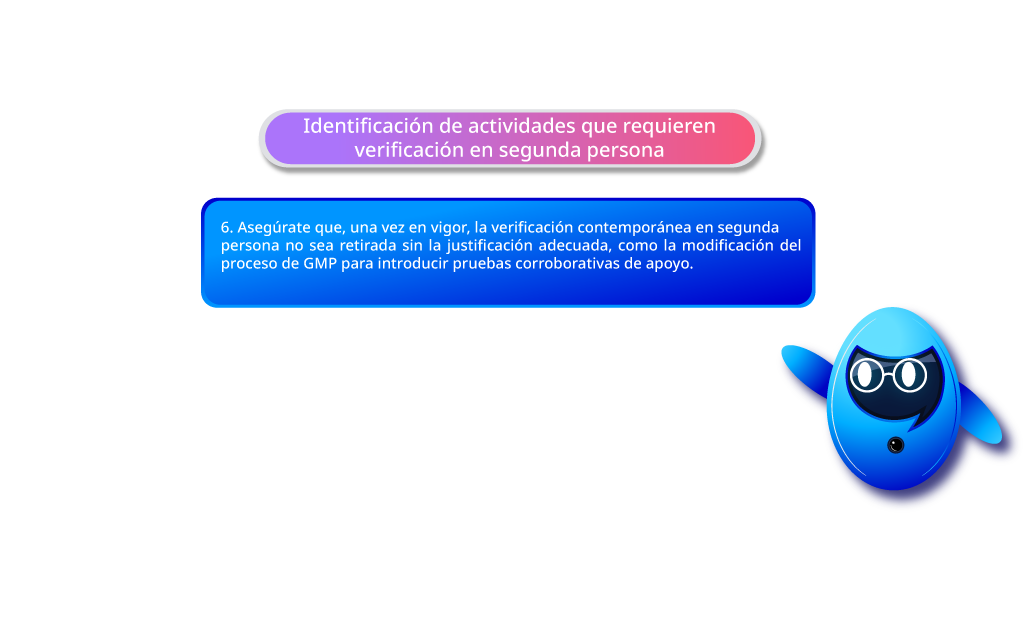 Identificación de actividades que requieren
verificación en segunda persona
6. Asegúrate que, una vez en vigor, la verificación contemporánea en segunda
persona no sea retirada sin la justificación adecuada, como la modificación del
proceso de GMP para introducir pruebas corroborativas de apoyo.